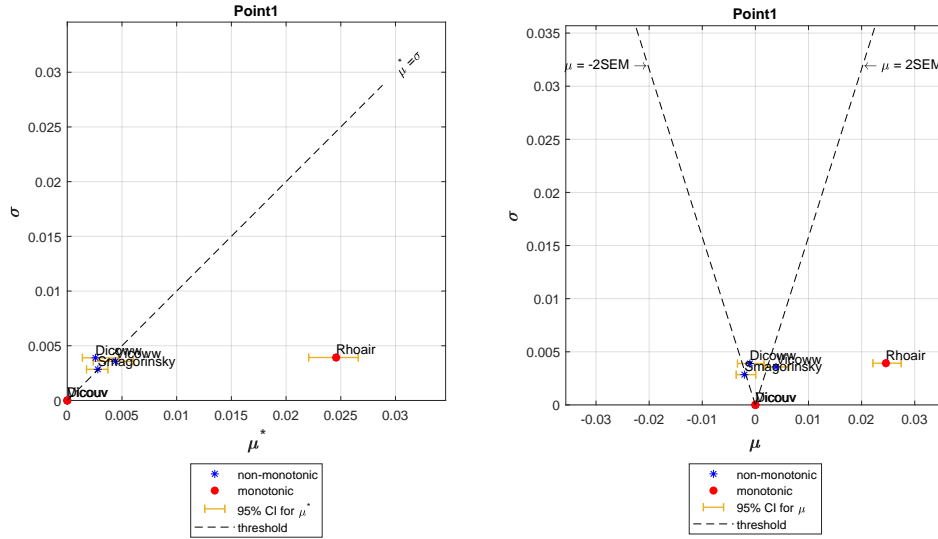 Point1
μ* =σ
0.03
0.025
0.02
0.015
0.01
0.005
0
σ
Dicoww
Vicoww
Smagorinsky
Rhoair
Dicouv
0
0.005
0.01
0.015
0.02
0.025
0.03
μ*
non-monotonic
monotonic
95% CI for μ*
threshold
Point1
0.035
0.03
0.025
0.02
0.015
0.01
0.005
0
σ
μ = -2SEM →
← μ = 2SEM
Dicoww
Vicoww
Smagorinsky
Rhoair
Dicouv
-0.03
-0.02
-0.01
0
0.01
0.02
0.03
μ
non-monotonic
monotonic
95% CI for μ
threshold